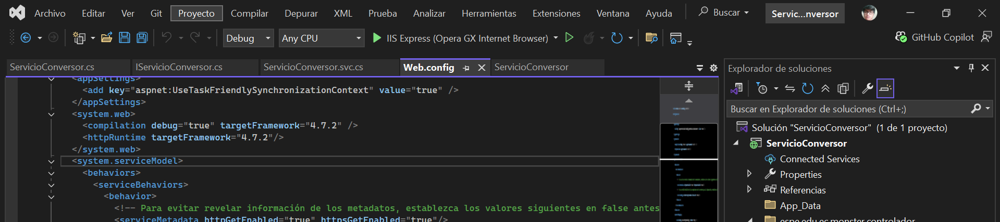 Archivo Editar Ver Git Proyecto Compilar Depurar XML Prueba Analizar Herramientas Extensiones Ventana Ayuda Buscar Servic...nversor
Debug Any CPU IIS Express (Opera GX Internet Browser) GitHub Copilot
ServicioConversor.cs IServicioConversor.cs ServicioConversor.svc.cs Web.config ServicioConversor
<appSettings>
<add key="aspnet:UseTaskFriendlySynchronizationContext" value="true" />
</appSettings>
<system.web>
<compilation debug="true" targetFramework="4.7.2" />
<httpRuntime targetFramework="4.7.2"/>
</system.web>
<system.serviceModel>
<behaviors>
<serviceBehaviors>
<behavior>
<!-- Para evitar revelar información de los metadatos, establezca los valores siguientes en false antes
<serviceMetadata httpGetEnabled="true" httpsGetEnabled="true"/>
Explorador de soluciones
Buscar en Explorador de soluciones (Ctrl+;)
Solución "ServicioConversor" (1 de 1 proyecto)
ServicioConversor
Connected Services
Properties
Referencias
App_Data
espe.edu.ec.monster.controlador